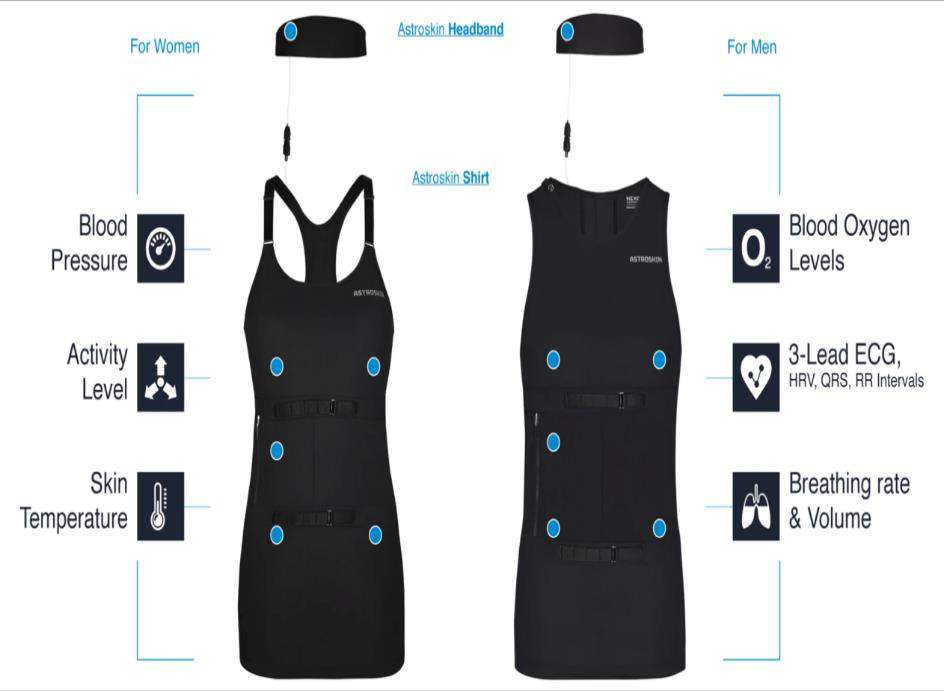 Astroskin Headband
For Women
For Men
Astroskin Shirt
ASTROSKIN
ASTROSKIN
Blood
Pressure
Activity
Level
Skin
Temperature
O2
Blood Oxygen
Levels
3-Lead ECG,
HRV, QRS, RR Intervals
Breathing rate
& Volume